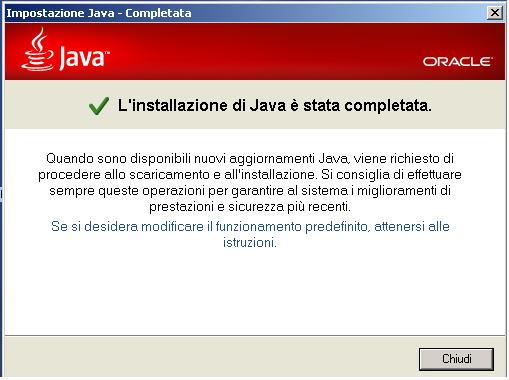 Impostazione Java - Completata
Java™
ORACLE®
L'installazione di Java è stata completata.
Quando sono disponibili nuovi aggiornamenti Java, viene richiesto di
procedere allo scaricamento e all'installazione. Si consiglia di effettuare
sempre queste operazioni per garantire al sistema i miglioramenti di
prestazioni e sicurezza più recenti.
Se si desidera modificare il funzionamento predefinito, attenersi alle
istruzioni.
Chiudi